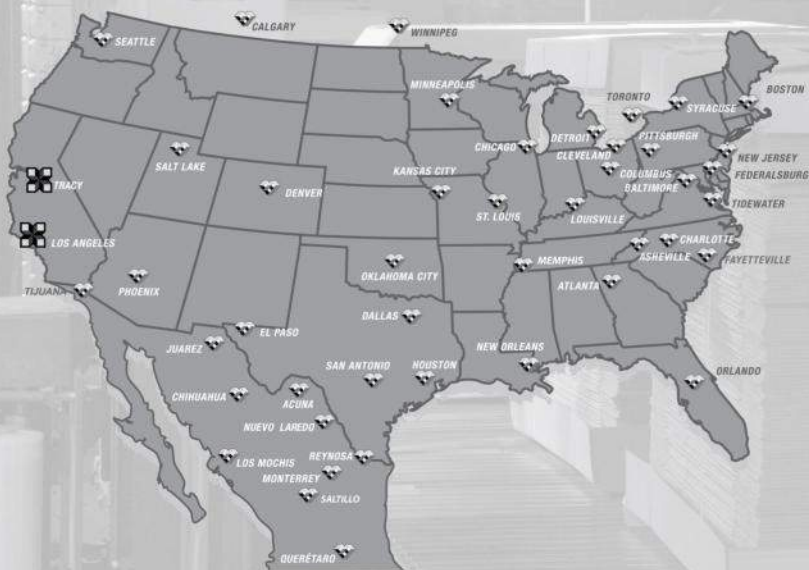 CALGARY
WINNIPEG
SEATTLE
MINNEAPOLIS
TORONTO
BOSTON
SYRACUSE
DETROIT
PITTSBURGH
CHICAGO
CLEVELAND
NEW JERSEY
SALT LAKE
KANSAS CITY
COLUMBUS
FEDERALSBURG
TRACY
DENVER
BALTIMORE
ST. LOUIS
LOUISVILLE
TIDEWATER
LOS ANGELES
CHARLOTTE
ASHEVILLE
FAYETTEVILLE
MEMPHIS
OKLAHOMA CITY
TIJUANA
PHOENIX
ATLANTA
DALLAS
EL PASO
JUAREZ
NEW ORLEANS
SAN ANTONIO
HOUSTON
ORLANDO
CHIHUAHUA
ACUNA
NUEVO LAREDO
LOS MOCHIS
REYNOSA
MONTERREY
SALTILLO
QUERÉTARO